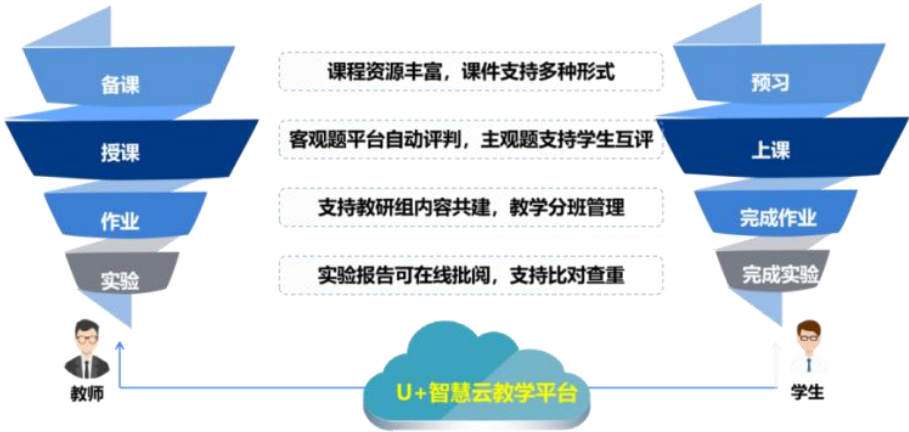 备课
课程资源丰富，课件支持多种形式
预习
授课
客观题平台自动评判，主观题支持学生互评
上课
作业
支持教研组内容共建，教学分班管理
完成作业
实验
实验报告可在线批阅，支持比对查重
完成实验
教师
U+智慧云教学平台
学生